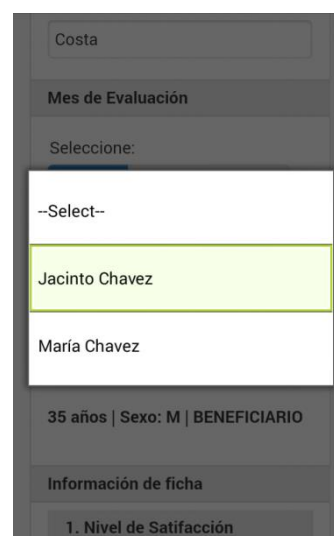 Costa
Mes de Evaluación
Seleccione:
--Select--
Jacinto Chavez
María Chavez
35 años | Sexo: M | BENEFICIARIO
Información de ficha
1. Nivel de Satifacción